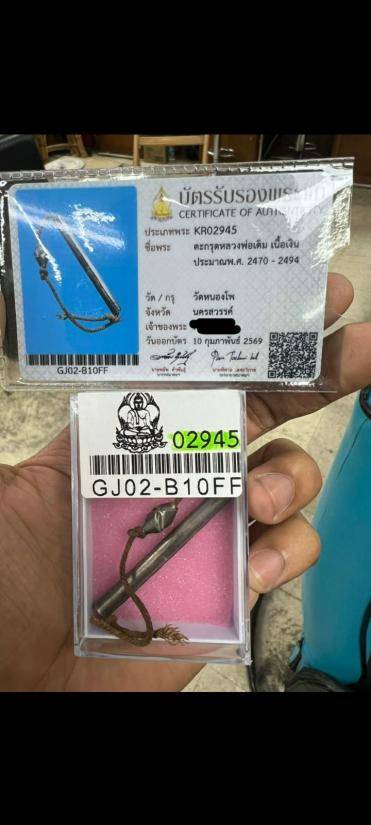 บัตรรับรองพระแท้
CERTIFICATE OF AUTHENTICITY
ประเภทพระ KR02945
ชื่อพระ ตะกรุดหลวงพ่อเดิม เนื้อเงิน
ประมาณพ.ศ. 2470 - 2494
วัด / กรุ วัดหนองโพ
จังหวัด นครสวรรค์
เจ้าของพระ
วันออกบัตร 10 กุมภาพันธ์ 2569
GJ02-B10FF
02945
GJ02-B10FF